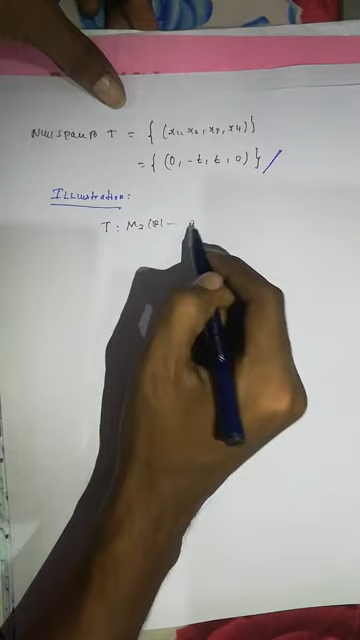 Null space of T = { (x1, x2, x3, x4) }
= { (0, -t, t, 0) }
ILLustration:
T : M2 (R) -